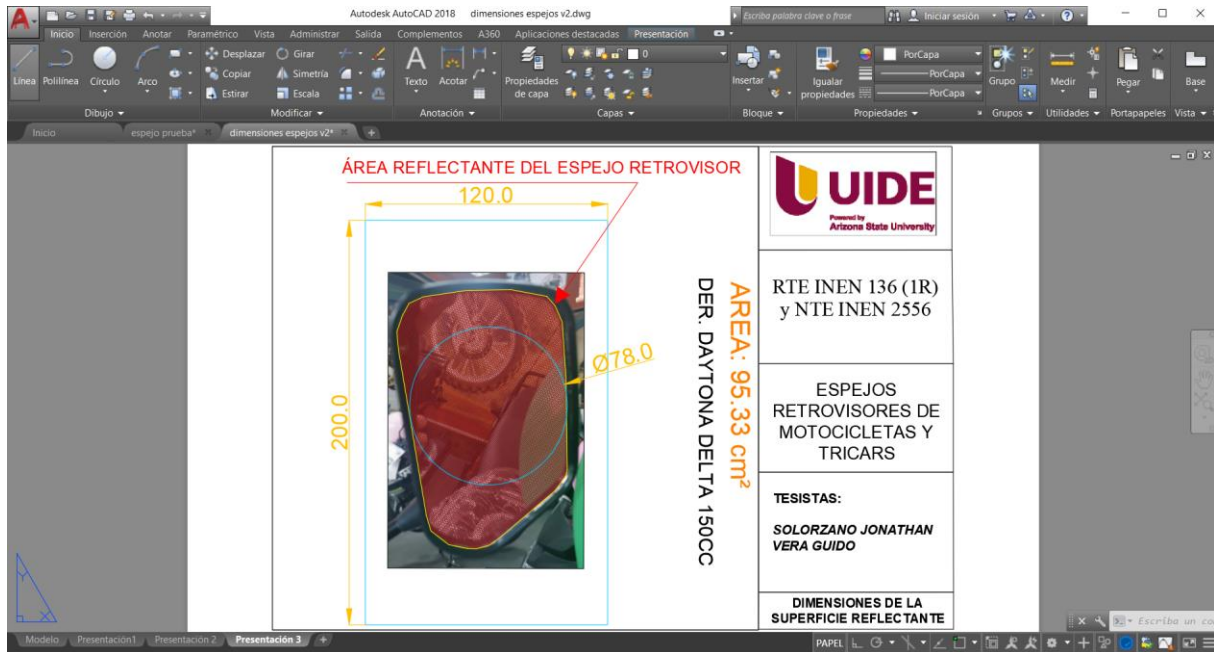 Autodesk AutoCAD 2018 dimensiones espejos v2.dwg
Escriba palabra clave o frase
Iniciar sesión
Inicio Inserción Anotar Paramétrico Vista Administrar Salida Complementos A360 Aplicaciones destacadas Presentación
Línea Polilínea Círculo Arco
Desplazar Girar
Copiar Simetría
Estirar Escala
Texto Acotar
Propiedades de capa
0
Insertar
Igualar propiedades
PorCapa
PorCapa
PorCapa
Grupo
Medir
Pegar
Base
Dibujo Modificar Anotación Capas Bloque Propiedades Grupos Utilidades Portapapeles Vista
Inicio espejo prueba* dimensiones espejos v2*
ÁREA REFLECTANTE DEL ESPEJO RETROVISOR
120.0
200.0
Ø78.0
AREA: 95.33 cm²
DER. DAYTONA DELTA 150CC
UIDE
Powered by
Arizona State University
RTE INEN 136 (1R)
y NTE INEN 2556
ESPEJOS
RETROVISORES DE
MOTOCICLETAS Y
TRICARS
TESISTAS:
SOLORZANO JONATHAN
VERA GUIDO
DIMENSIONES DE LA
SUPERFICIE REFLECTANTE
Y
X
Escriba un co
Modelo Presentación1 Presentación 2 Presentación 3
PAPEL